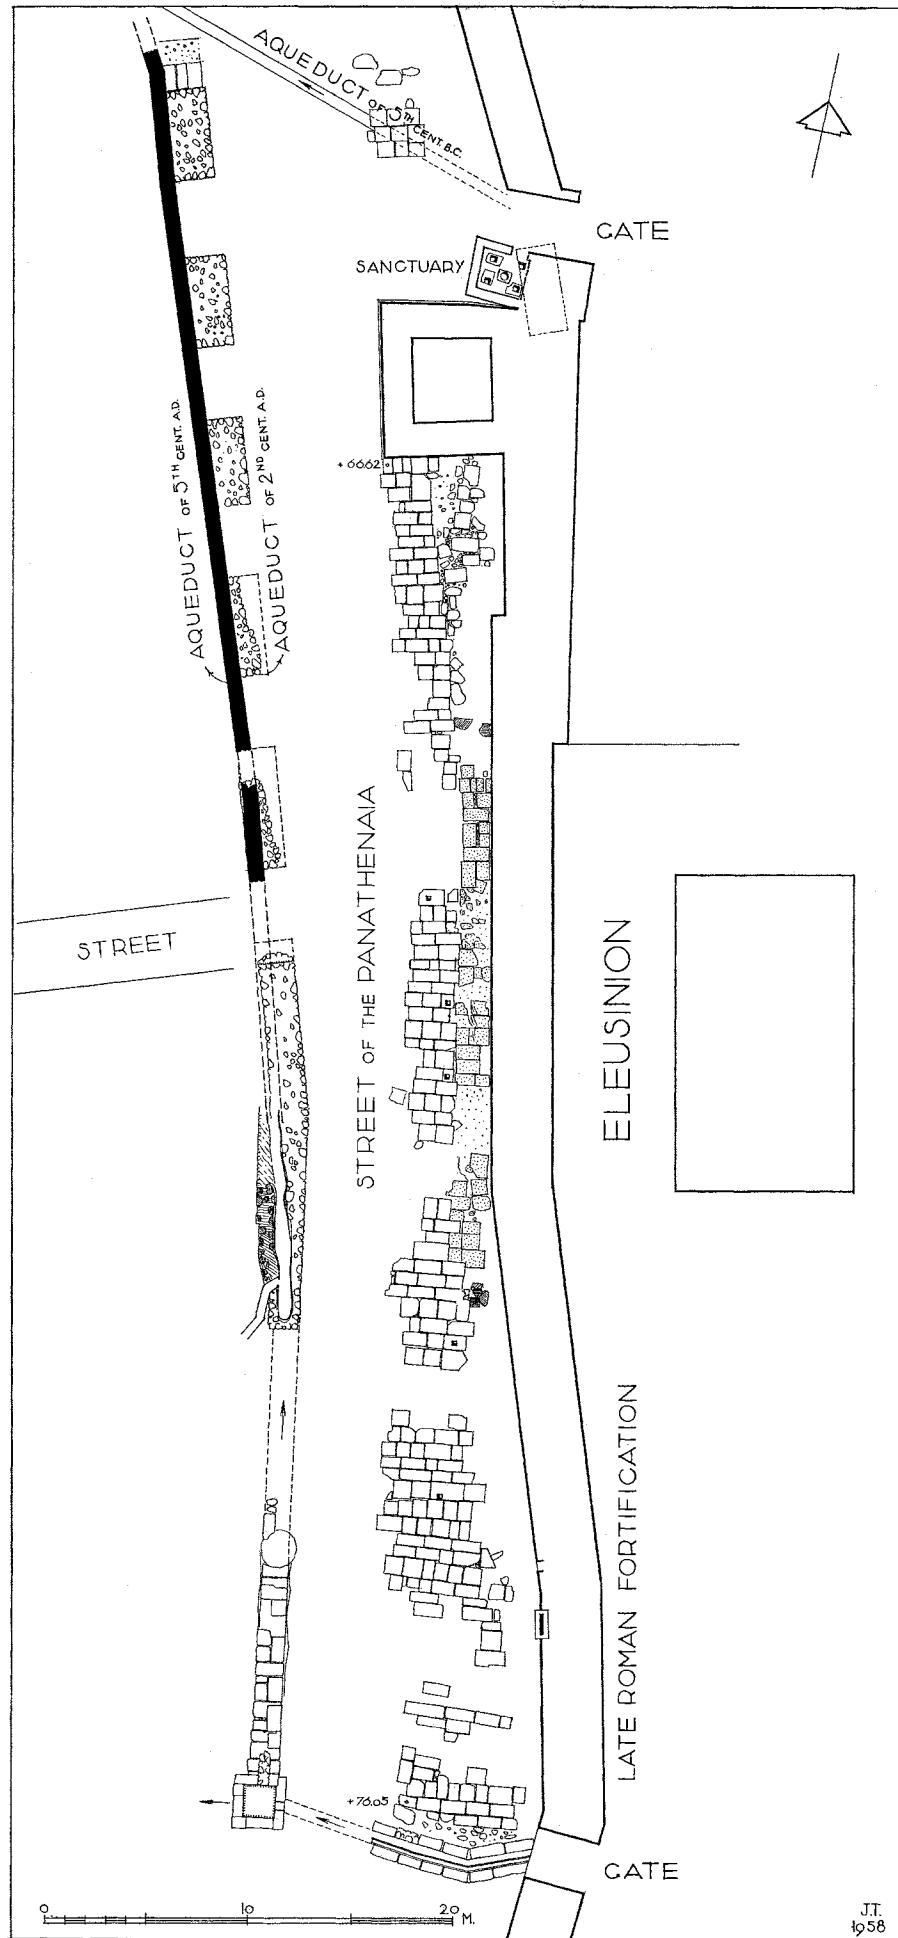 AQUEDUCT OF 5TH CENT. B.C.
GATE
SANCTUARY
AQUEDUCT OF 5TH CENT. A.D.
AQUEDUCT OF 2ND CENT. A.D.
+66.62
STREET
STREET OF THE PANATHENAIA
ELEUSINION
LATE ROMAN FORTIFICATION
+76.05
GATE
0 10 20 M.
J.T.
1958